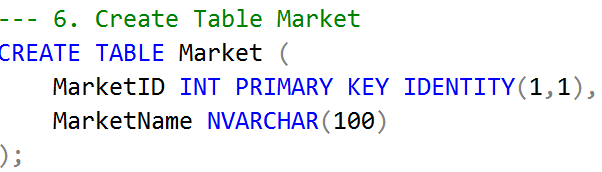 --- 6. Create Table Market
CREATE TABLE Market (
    MarketID INT PRIMARY KEY IDENTITY(1,1),
    MarketName NVARCHAR(100)
);